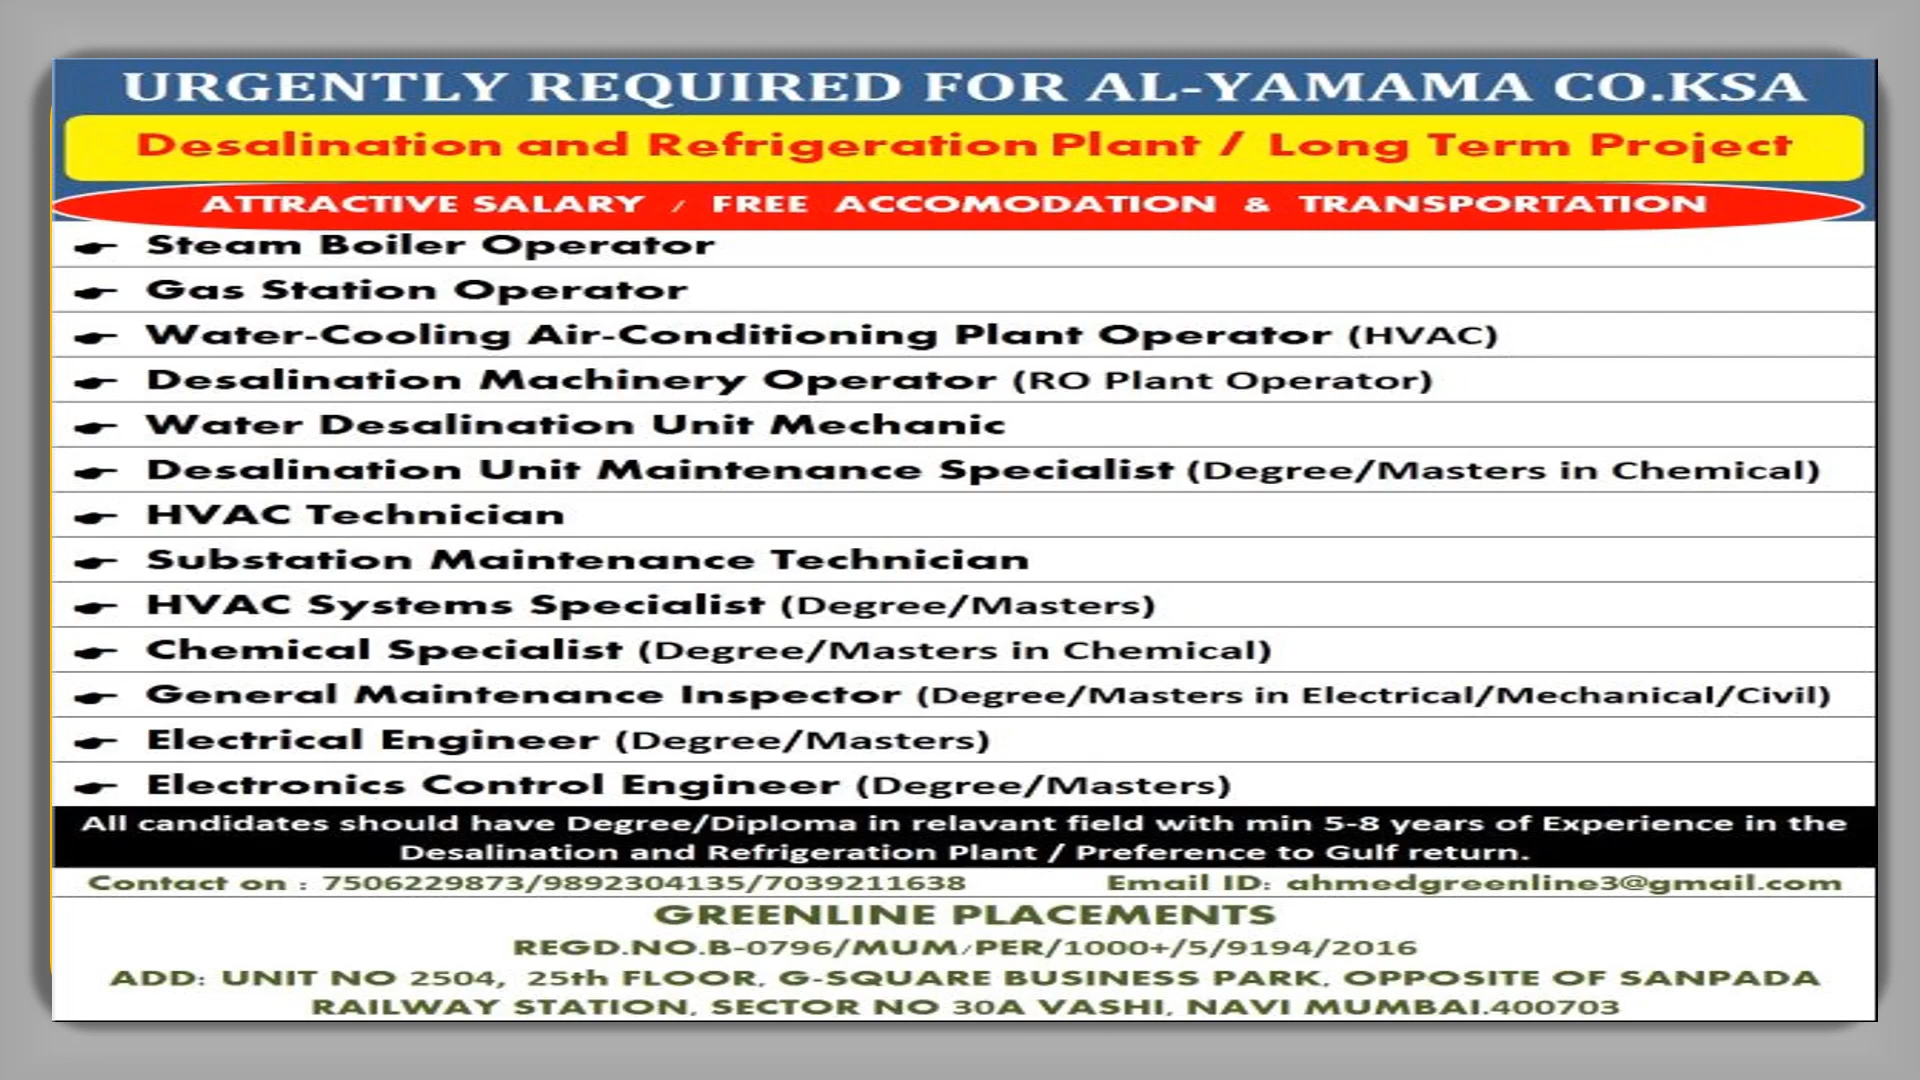 URGENTLY REQUIRED FOR AL-YAMAMA CO.KSA
Desalination and Refrigeration Plant / Long Term Project
ATTRACTIVE SALARY / FREE ACCOMODATION & TRANSPORTATION
Steam Boiler Operator
Gas Station Operator
Water-Cooling Air-Conditioning Plant Operator (HVAC)
Desalination Machinery Operator (RO Plant Operator)
Water Desalination Unit Mechanic
Desalination Unit Maintenance Specialist (Degree/Masters in Chemical)
HVAC Technician
Substation Maintenance Technician
HVAC Systems Specialist (Degree/Masters)
Chemical Specialist (Degree/Masters in Chemical)
General Maintenance Inspector (Degree/Masters in Electrical/Mechanical/Civil)
Electrical Engineer (Degree/Masters)
Electronics Control Engineer (Degree/Masters)
All candidates should have Degree/Diploma in relavant field with min 5-8 years of Experience in the
Desalination and Refrigeration Plant / Preference to Gulf return.
Contact on : 7506229873/9892304135/7039211638 Email ID: ahmedgreenline3@gmail.com
GREENLINE PLACEMENTS
REGD.NO.B-0796/MUM/PER/1000+/5/9194/2016
ADD: UNIT NO 2504, 25th FLOOR, G-SQUARE BUSINESS PARK, OPPOSITE OF SANPADA
RAILWAY STATION, SECTOR NO 30A VASHI, NAVI MUMBAI.400703